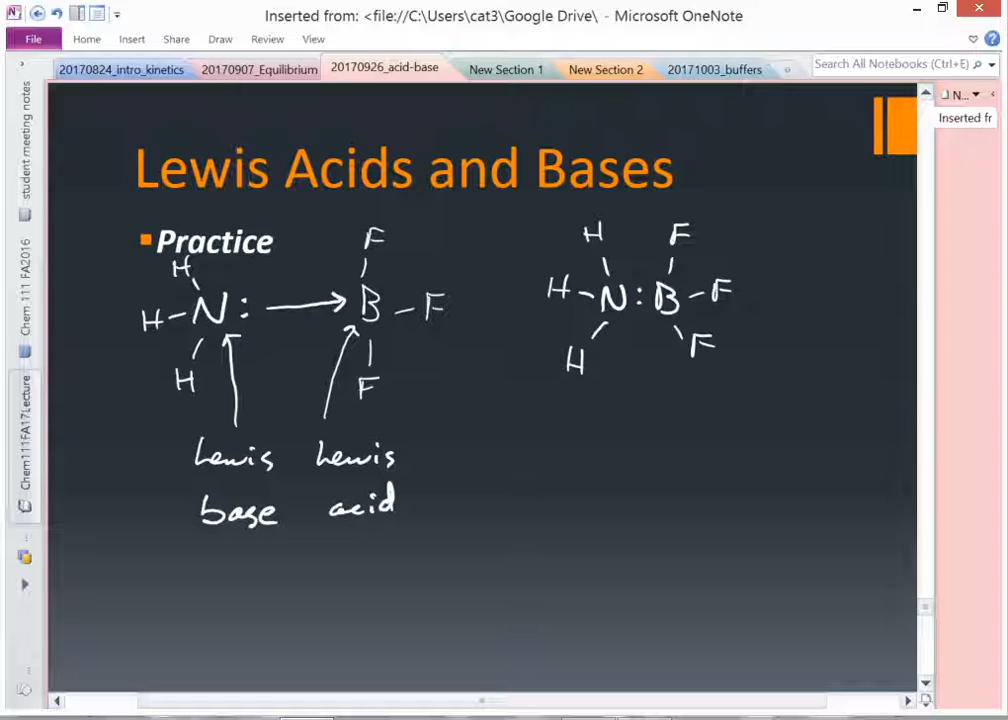 Inserted from: <file://C:\Users\cat3\Google Drive\ - Microsoft OneNote
File Home Insert Share Draw Review View
20170824_intro_kinetics 20170907_Equilibrium 20170926_acid-base New Section 1 New Section 2 20171003_buffers Search All Notebooks (Ctrl+E)
N...
Inserted fr
student meeting notes
Chem 111 FA2016
Chem111FA17Lecture
Lewis Acids and Bases
Practice
H F H F
H-N: B-F H-N:B-F
H F H F
Lewis Lewis
base acid